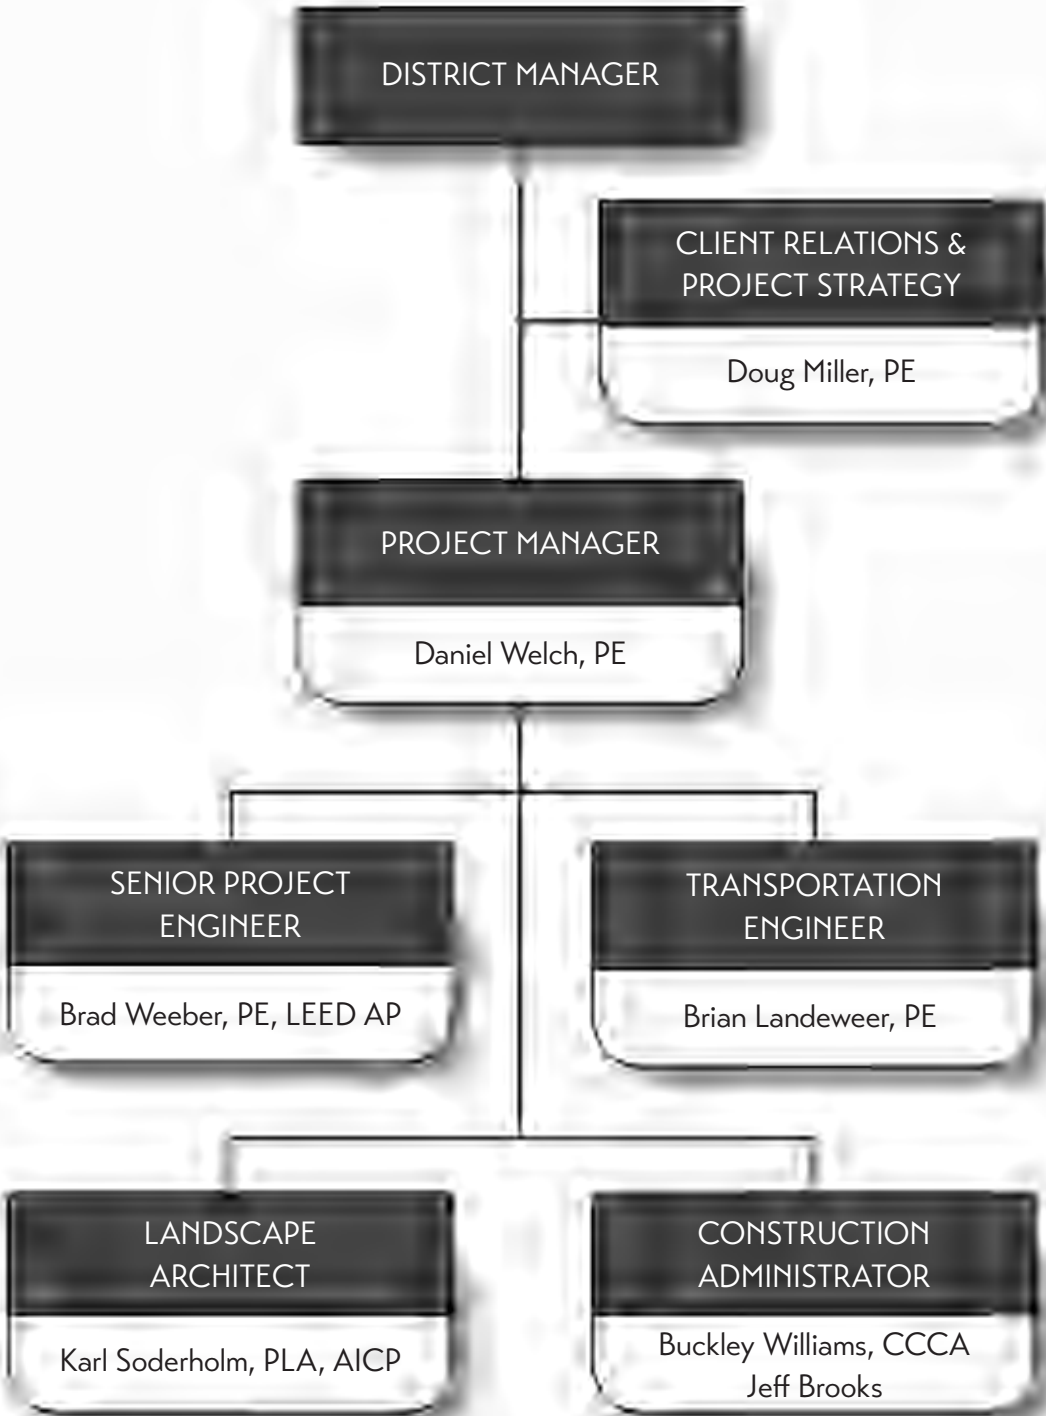 DISTRICT MANAGER
CLIENT RELATIONS &
PROJECT STRATEGY
Doug Miller, PE
PROJECT MANAGER
Daniel Welch, PE
SENIOR PROJECT
ENGINEER
Brad Weeber, PE, LEED AP
TRANSPORTATION
ENGINEER
Brian Landeweer, PE
LANDSCAPE
ARCHITECT
Karl Soderholm, PLA, AICP
CONSTRUCTION
ADMINISTRATOR
Buckley Williams, CCCA
Jeff Brooks